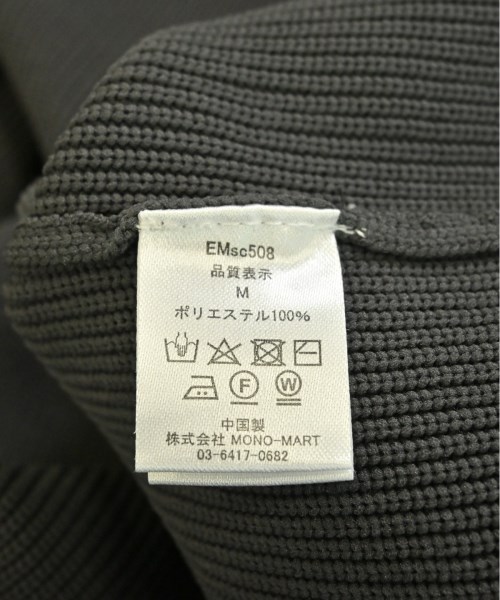 EMsc508
品質表示
M
ポリエステル100%
F W
中国製
株式会社 MONO-MART
03-6417-0682